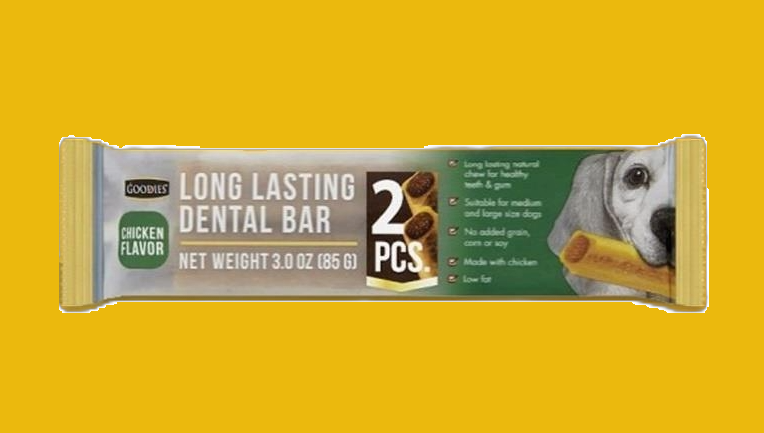 GOODIES
CHICKEN
FLAVOR
LONG LASTING
DENTAL BAR
NET WEIGHT 3.0 OZ (85 G)
2
PCS.
Long lasting natural
chew for healthy
teeth & gum
Suitable for medium
and large size dogs
No added grain,
corn or soy
Made with chicken
Low fat